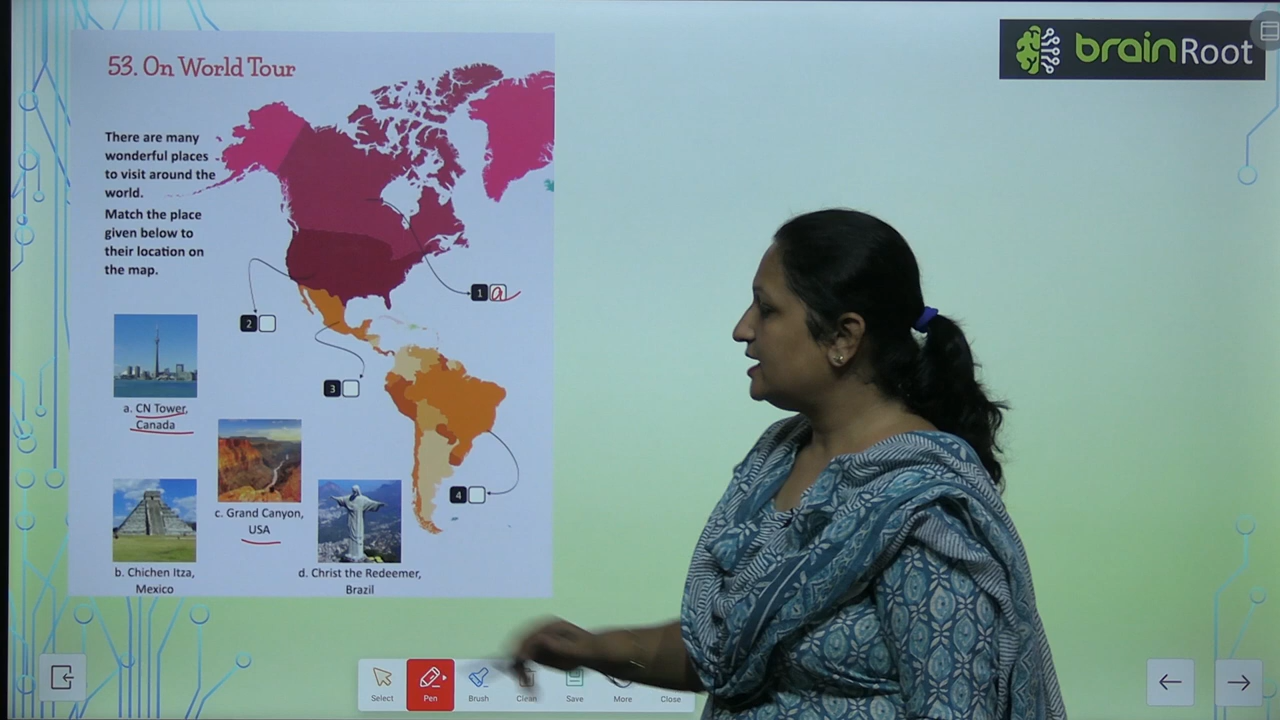 53. On World Tour
brainRoot
There are many
wonderful places
to visit around the
world.
Match the place
given below to
their location on
the map.
1 a
2
3
4
a. CN Tower,
Canada
c. Grand Canyon,
USA
b. Chichen Itza,
Mexico
d. Christ the Redeemer,
Brazil
Select
Pen
Brush
Clean
Save
More
Close